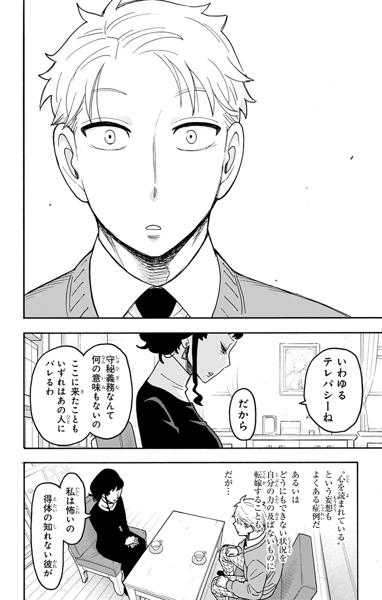 いわゆる
テレパシーね
だから
守秘義務なんて
何の意味もないの
ここに来たことも
いずれはあの人に
バレるわ
〝心を読まれている〟
という妄想も
よくある症例だ
あるいは
どうにもできない状況を
自分の力の及ばないものに
転嫁することも
だが…
私は怖いの
得体の知れない彼が